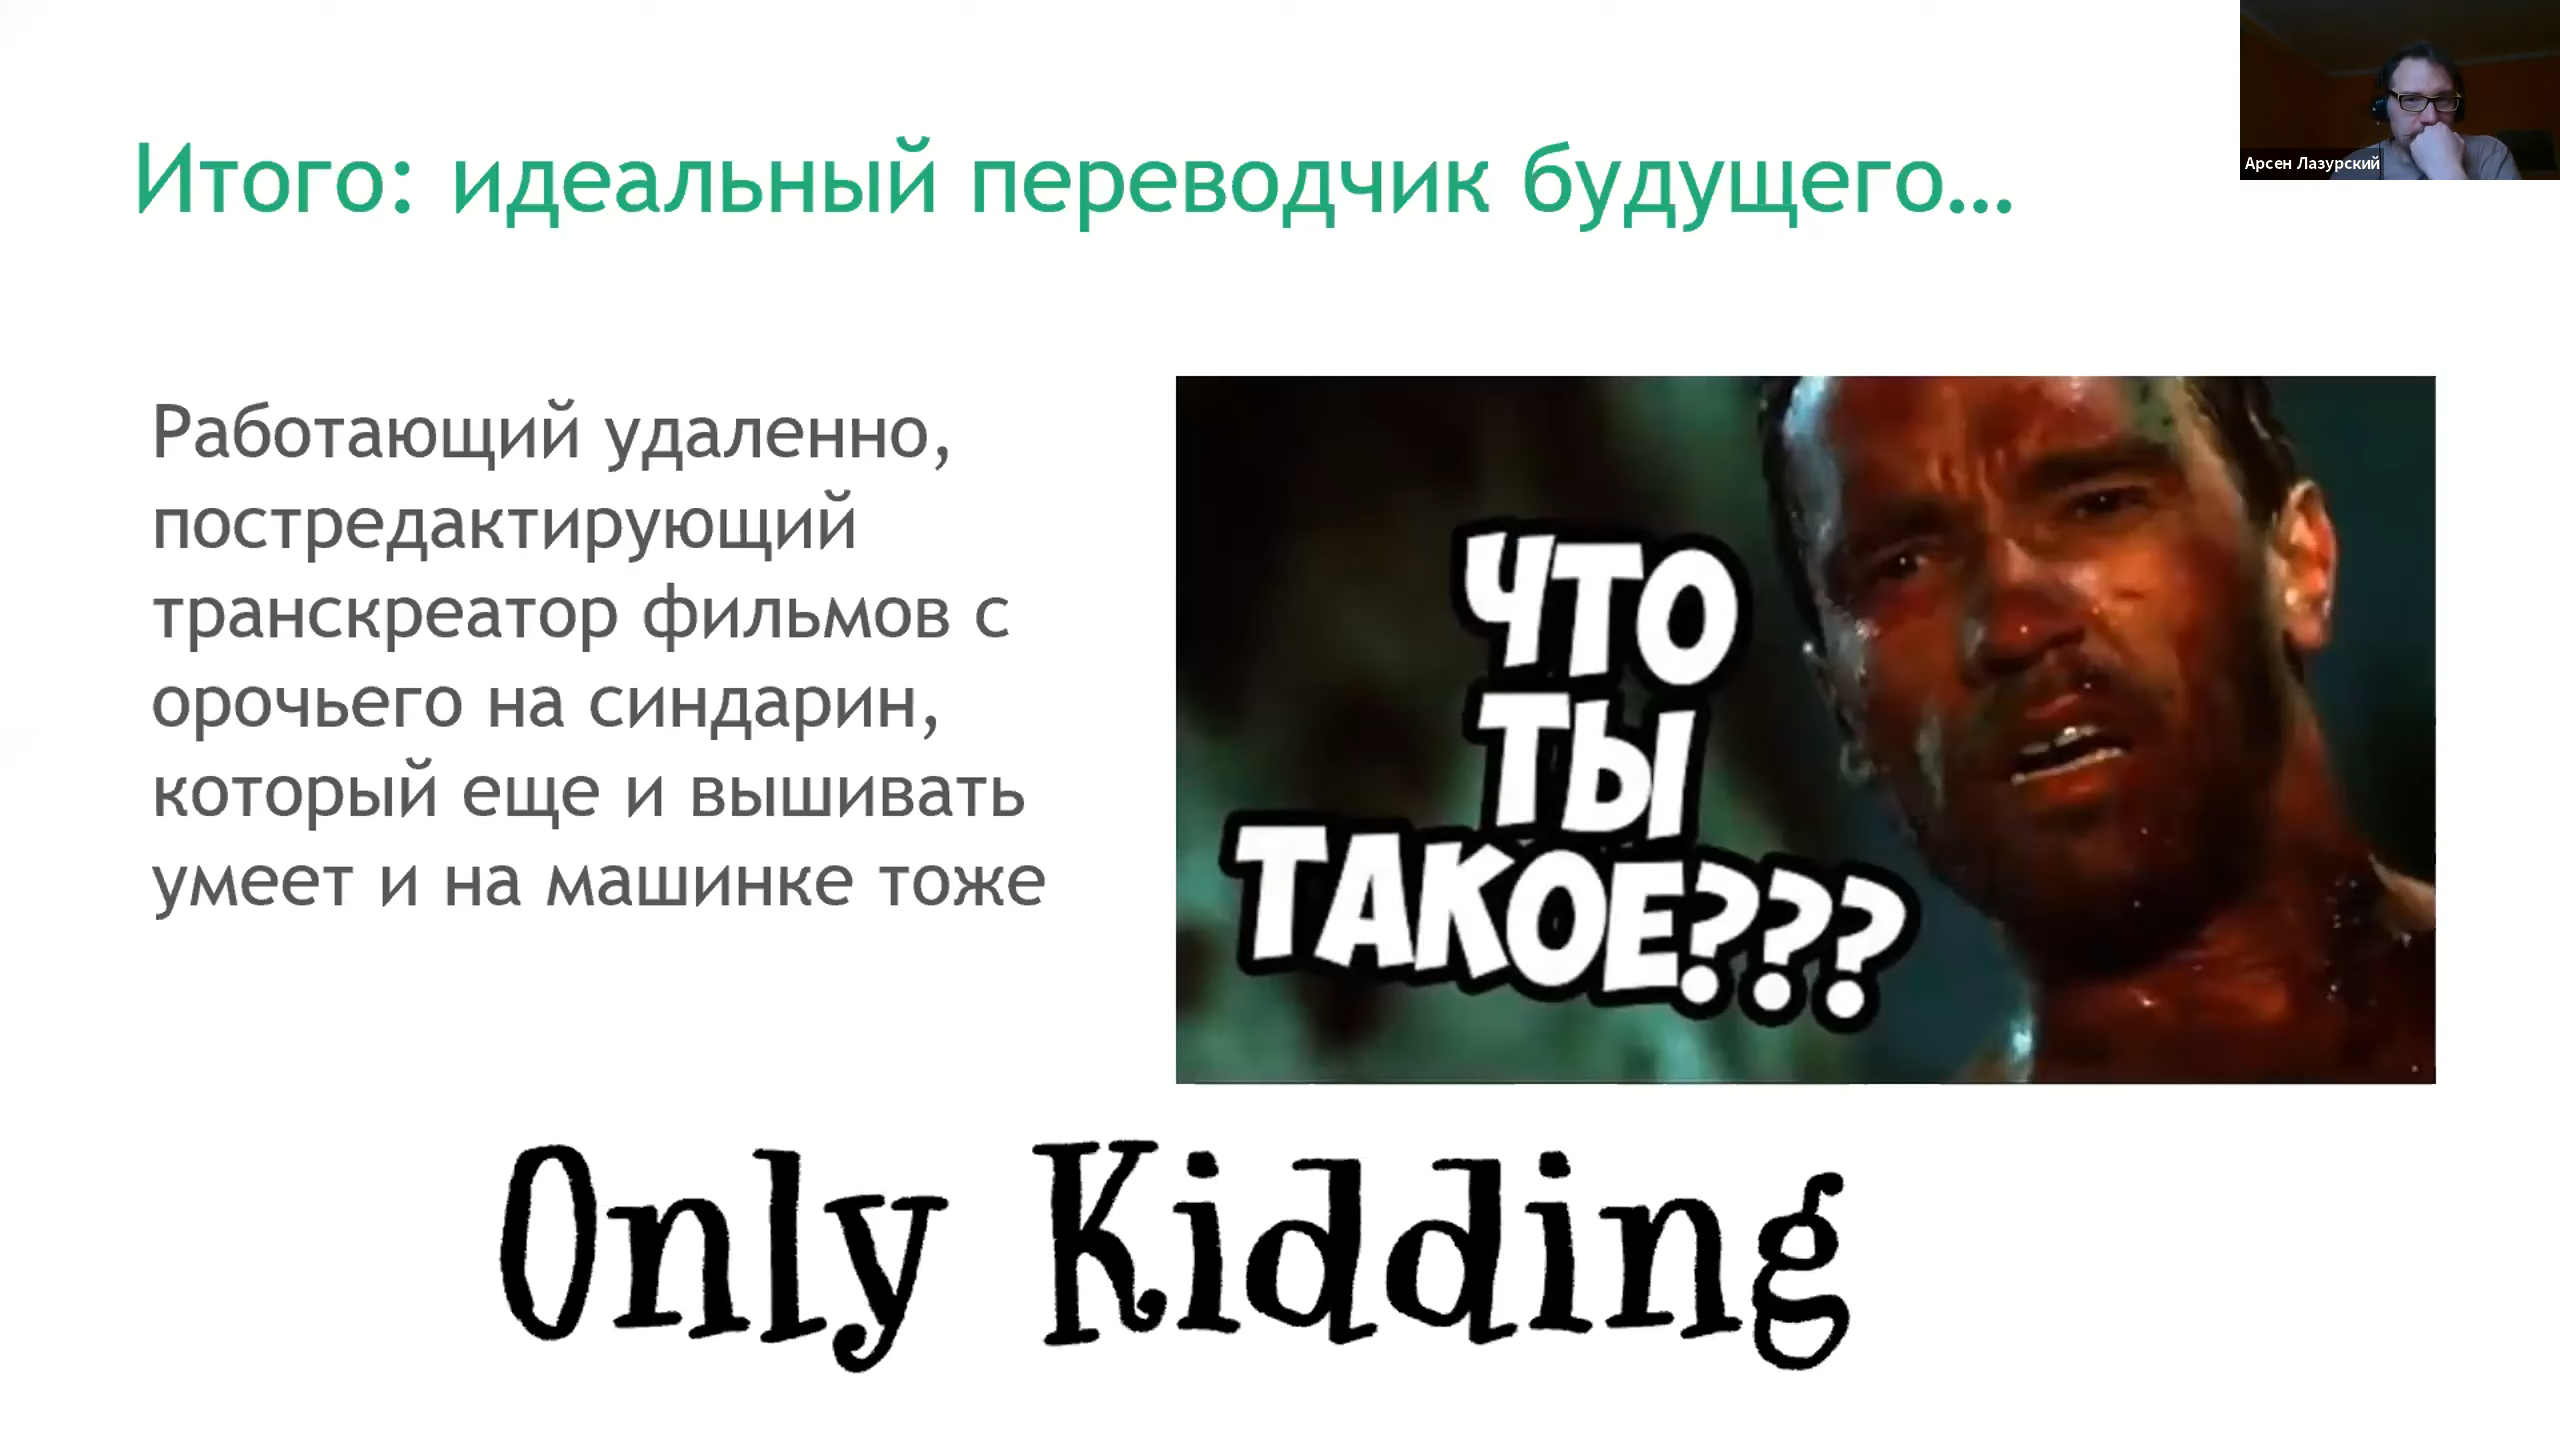 Арсен Лазурский
Итого: идеальный переводчик будущего…
Работающий удаленно,
постредактирующий
транскреатор фильмов с
орочьего на синдарин,
который еще и вышивать
умеет и на машинке тоже
ЧТО
ТЫ
ТАКОЕ???
Only Kidding